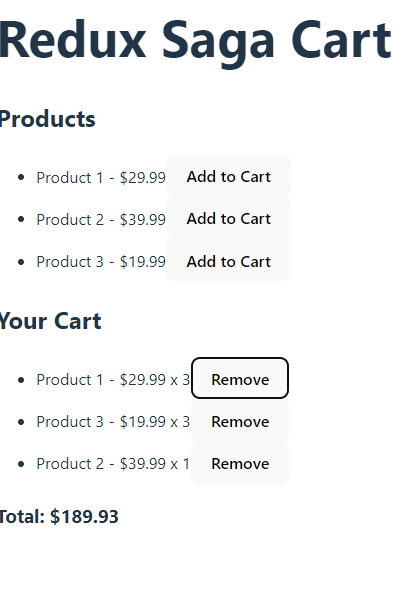 Redux Saga Cart
Products
Product 1 - $29.99 Add to Cart
Product 2 - $39.99 Add to Cart
Product 3 - $19.99 Add to Cart
Your Cart
Product 1 - $29.99 x 3 Remove
Product 3 - $19.99 x 3 Remove
Product 2 - $39.99 x 1 Remove
Total: $189.93